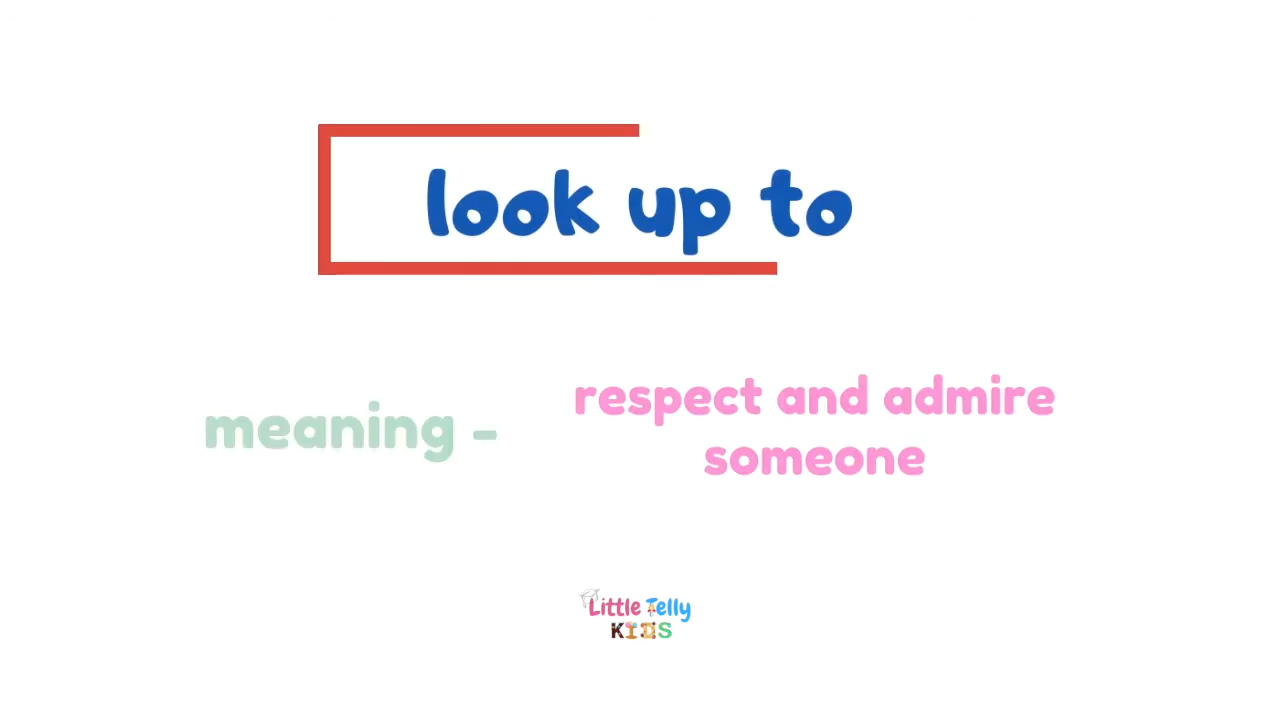 look up to
meaning -
respect and admire
someone
Little Telly
KIDS